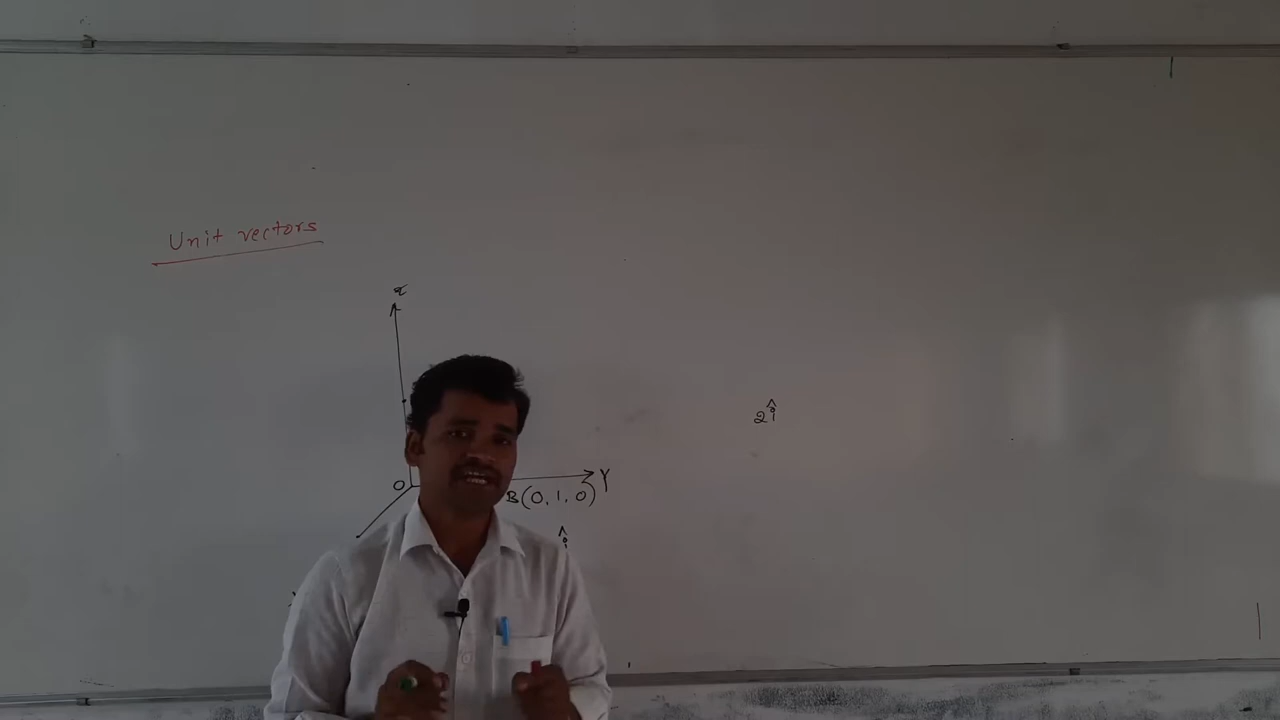 Unit vectors
z
2î
O
Y
B(0, 1, 0)